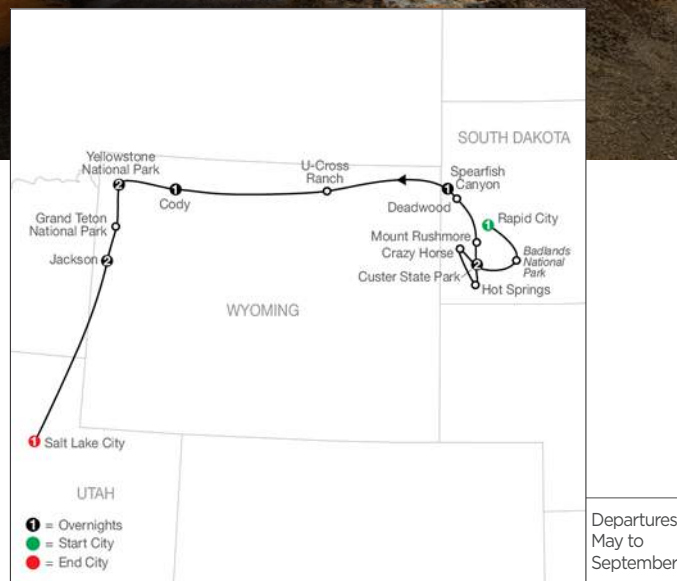 SOUTH DAKOTA
Yellowstone
National Park
2
1
Cody
U-Cross
Ranch
Spearfish
Canyon
1
Deadwood
1
Rapid City
Grand Teton
National Park
Mount Rushmore
Crazy Horse
Badlands
National
Park
Jackson
2
Custer State Park
2
Hot Springs
WYOMING
1
Salt Lake City
UTAH
1 = Overnights
= Start City
= End City
Departures
May to
September